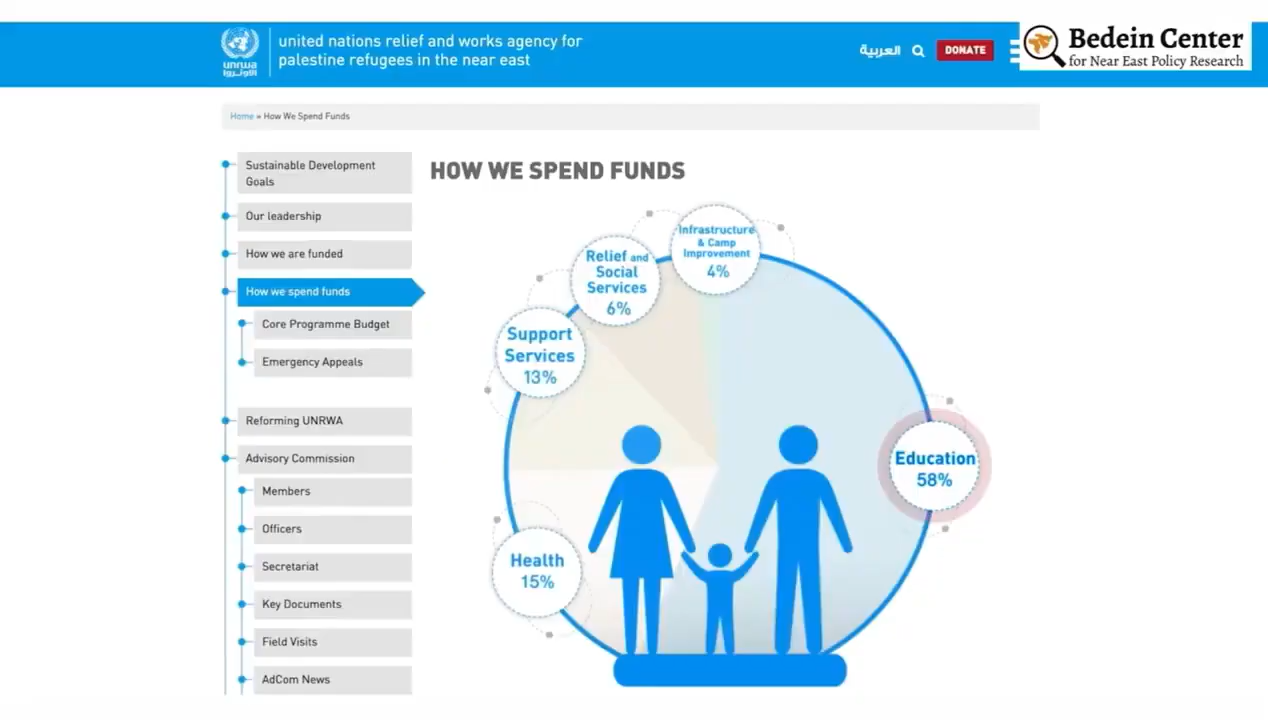 united nations relief and works agency for
palestine refugees in the near east
unrwa
الأونروا
العربية
DONATE
Bedein Center
for Near East Policy Research
Home » How We Spend Funds
Sustainable Development
Goals
Our leadership
How we are funded
How we spend funds
Core Programme Budget
Emergency Appeals
Reforming UNRWA
Advisory Commission
Members
Officers
Secretariat
Key Documents
Field Visits
AdCom News
HOW WE SPEND FUNDS
Infrastructure
& Camp
Improvement
4%
Relief and
Social
Services
6%
Support
Services
13%
Education
58%
Health
15%